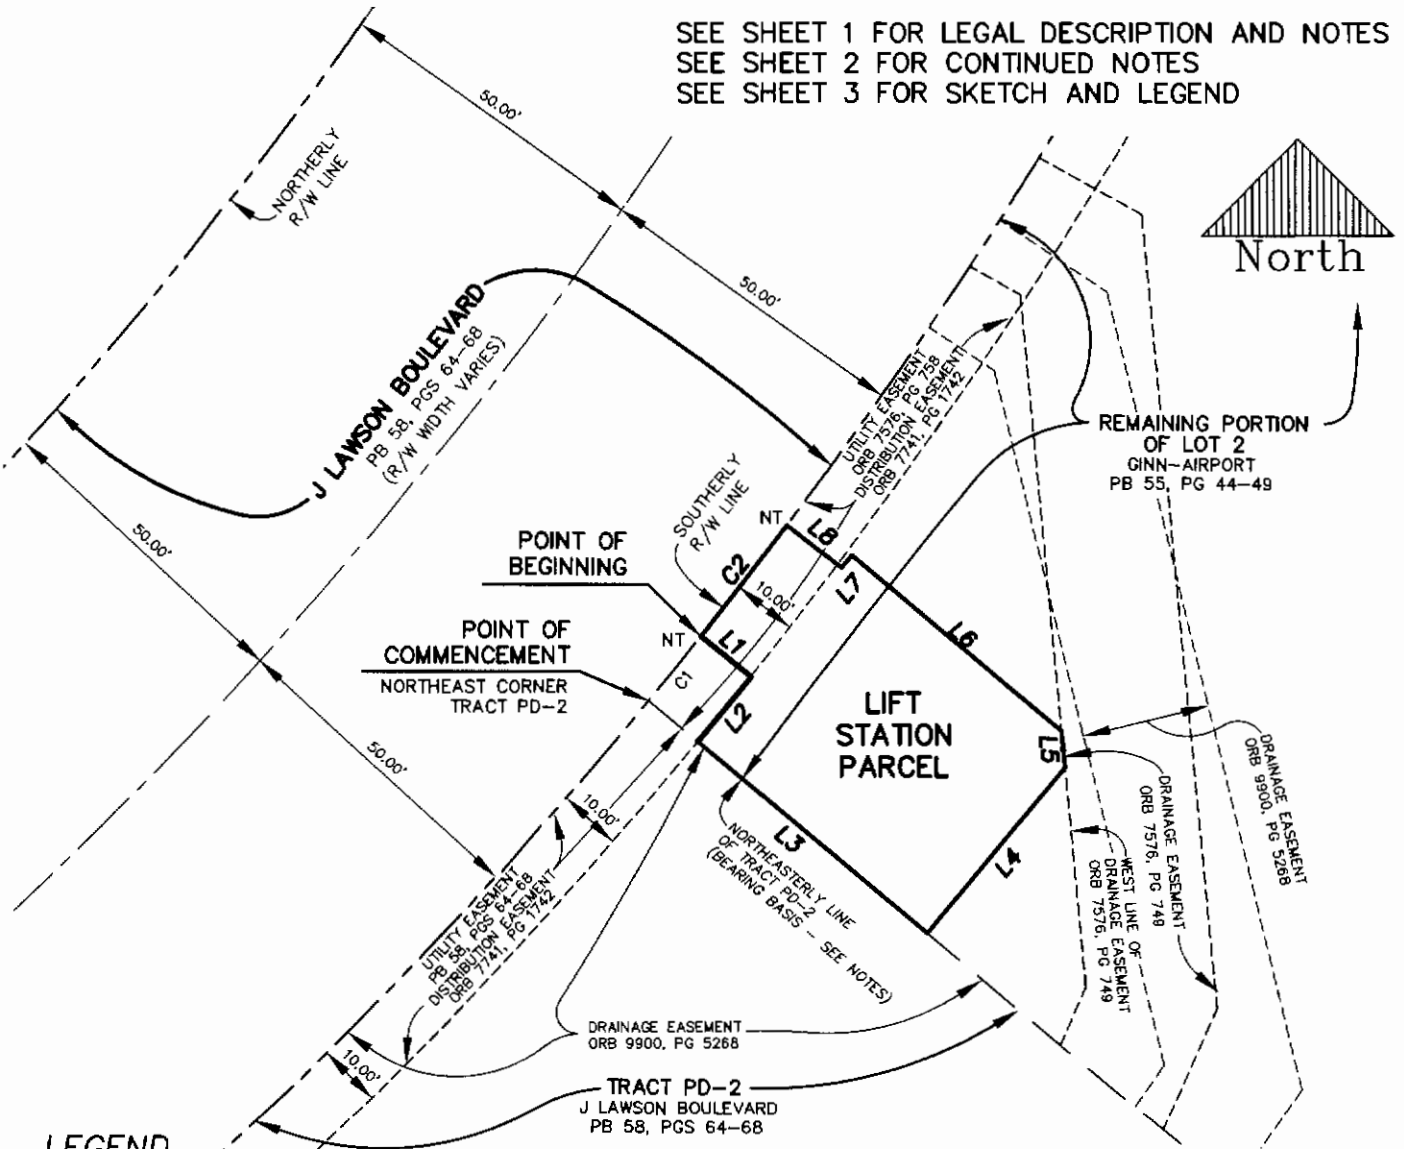 SEE SHEET 1 FOR LEGAL DESCRIPTION AND NOTES
SEE SHEET 2 FOR CONTINUED NOTES
SEE SHEET 3 FOR SKETCH AND LEGEND
North
50.00'
NORTHERLY
R/W LINE
50.00'
J LAWSON BOULEVARD
PB 58, PGS 64-68
(R/W WIDTH VARIES)
UTILITY EASEMENT
ORB 7576, PG 758
DISTRIBUTION EASEMENT
ORB 7741, PG 1742
REMAINING PORTION
OF LOT 2
GINN-AIRPORT
PB 55, PG 44-49
SOUTHERLY
R/W LINE
50.00'
POINT OF
BEGINNING
NT
L8
C2
L7
10.00'
POINT OF
COMMENCEMENT
NORTHEAST CORNER
TRACT PD-2
NT
L1
C1
L2
L6
LIFT
STATION
PARCEL
L5
50.00'
10.00'
L3
L4
NORTHEASTERLY LINE
OF TRACT PD-2
(BEARING BASIS - SEE NOTES)
DRAINAGE EASEMENT
ORB 9900, PG 5268
DRAINAGE EASEMENT
ORB 7576, PG 749
WEST LINE OF
DRAINAGE EASEMENT
ORB 7576, PG 749
UTILITY EASEMENT
PB 58, PGS 64-68
DISTRIBUTION EASEMENT
ORB 7741, PG 1742
DRAINAGE EASEMENT
ORB 9900, PG 5268
10.00'
TRACT PD-2
J LAWSON BOULEVARD
PB 58, PGS 64-68
LEGEND